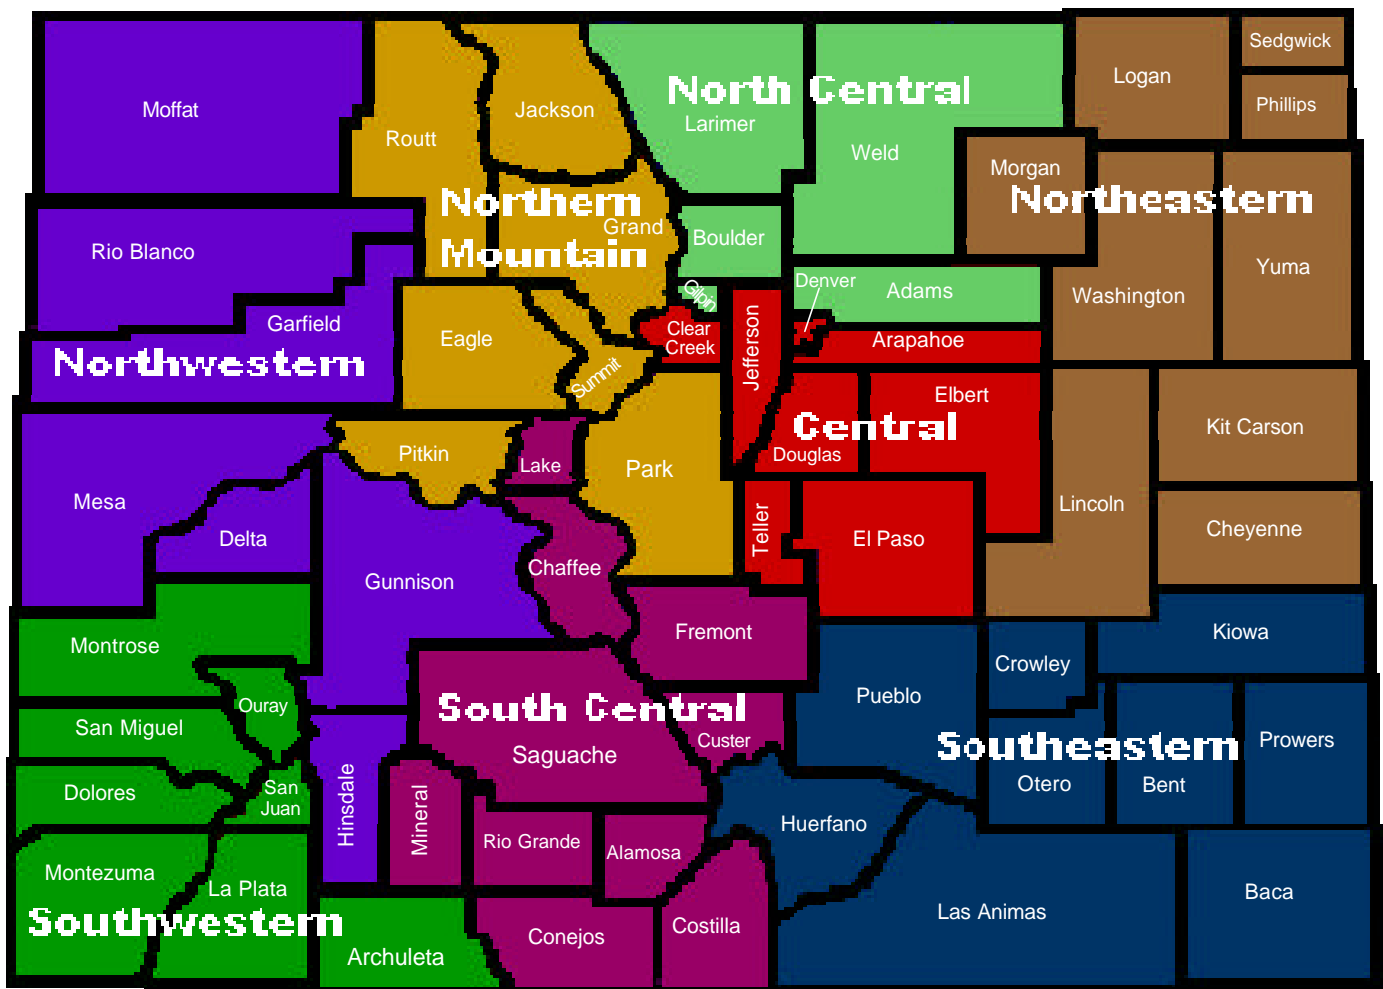 Sedgwick
Moffat
Routt
Jackson
North Central
Larimer
Weld
Logan
Phillips
Morgan
Northeastern
Northern
Mountain
Grand
Boulder
Rio Blanco
Garfield
Northwestern
Eagle
Summit
Gilpin
Clear
Creek
Jefferson
Denver
Adams
Arapahoe
Washington
Yuma
Elbert
Central
Douglas
Kit Carson
Pitkin
Lake
Park
Mesa
Delta
Gunnison
Chaffee
Teller
El Paso
Lincoln
Cheyenne
Montrose
Fremont
Kiowa
Crowley
Ouray
San Miguel
South Central
Saguache
Custer
Pueblo
Southeastern
Prowers
Otero
Bent
Dolores
San
Juan
Hinsdale
Mineral
Rio Grande
Alamosa
Huerfano
Montezuma
La Plata
Southwestern
Archuleta
Conejos
Costilla
Las Animas
Baca